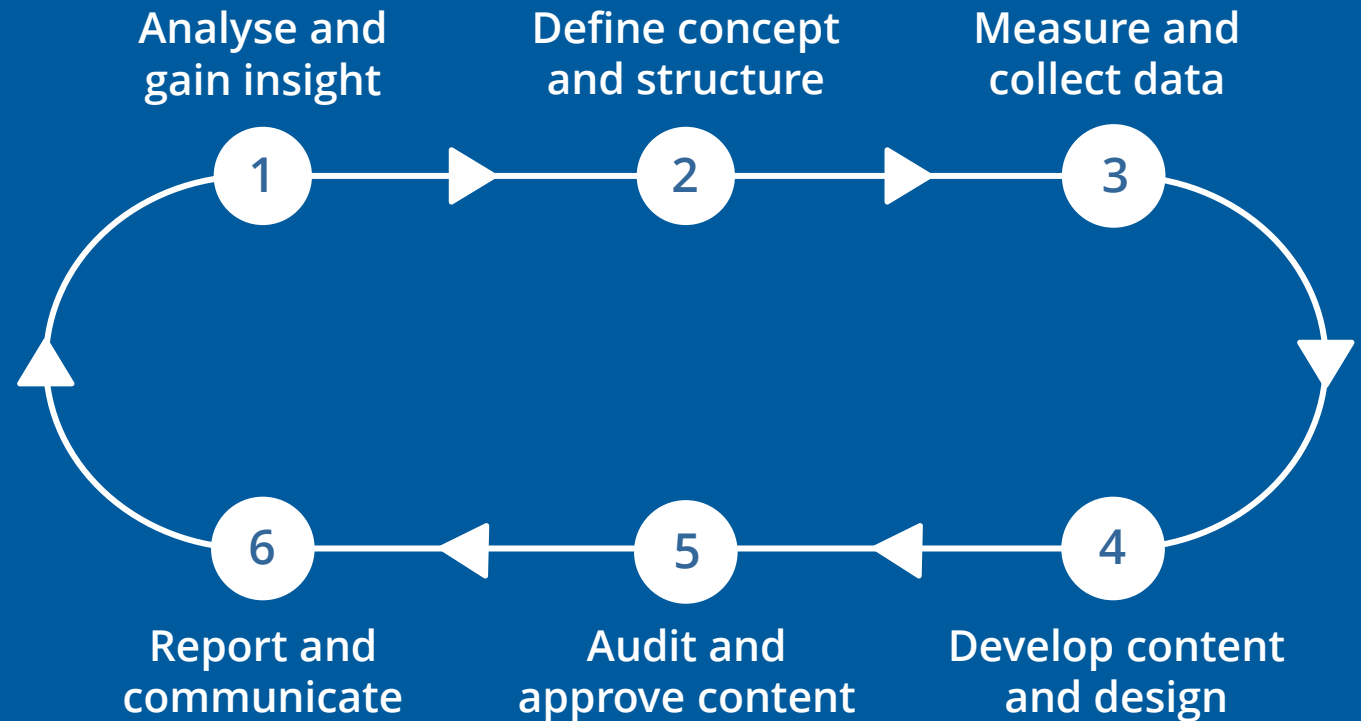 Analyse and
gain insight
Define concept
and structure
Measure and
collect data
1
2
3
6
5
4
Report and
communicate
Audit and
approve content
Develop content
and design